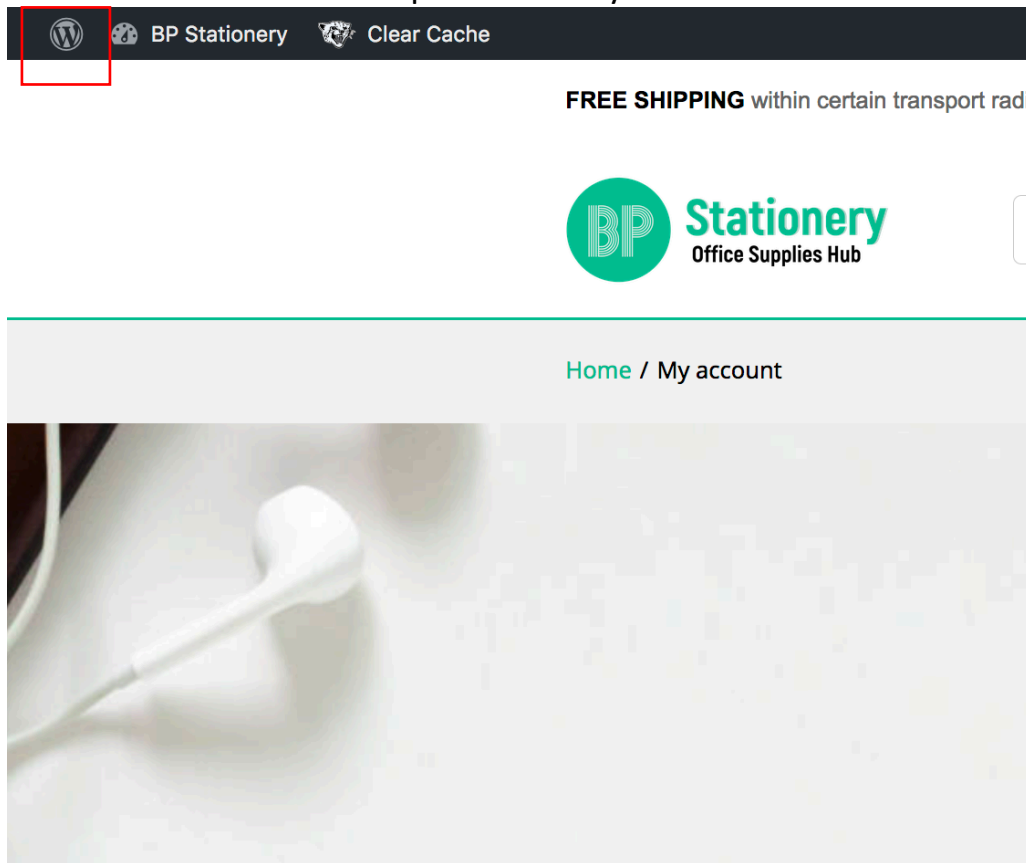 BP Stationery Clear Cache
FREE SHIPPING within certain transport
BP Stationery
Office Supplies Hub
Home / My account